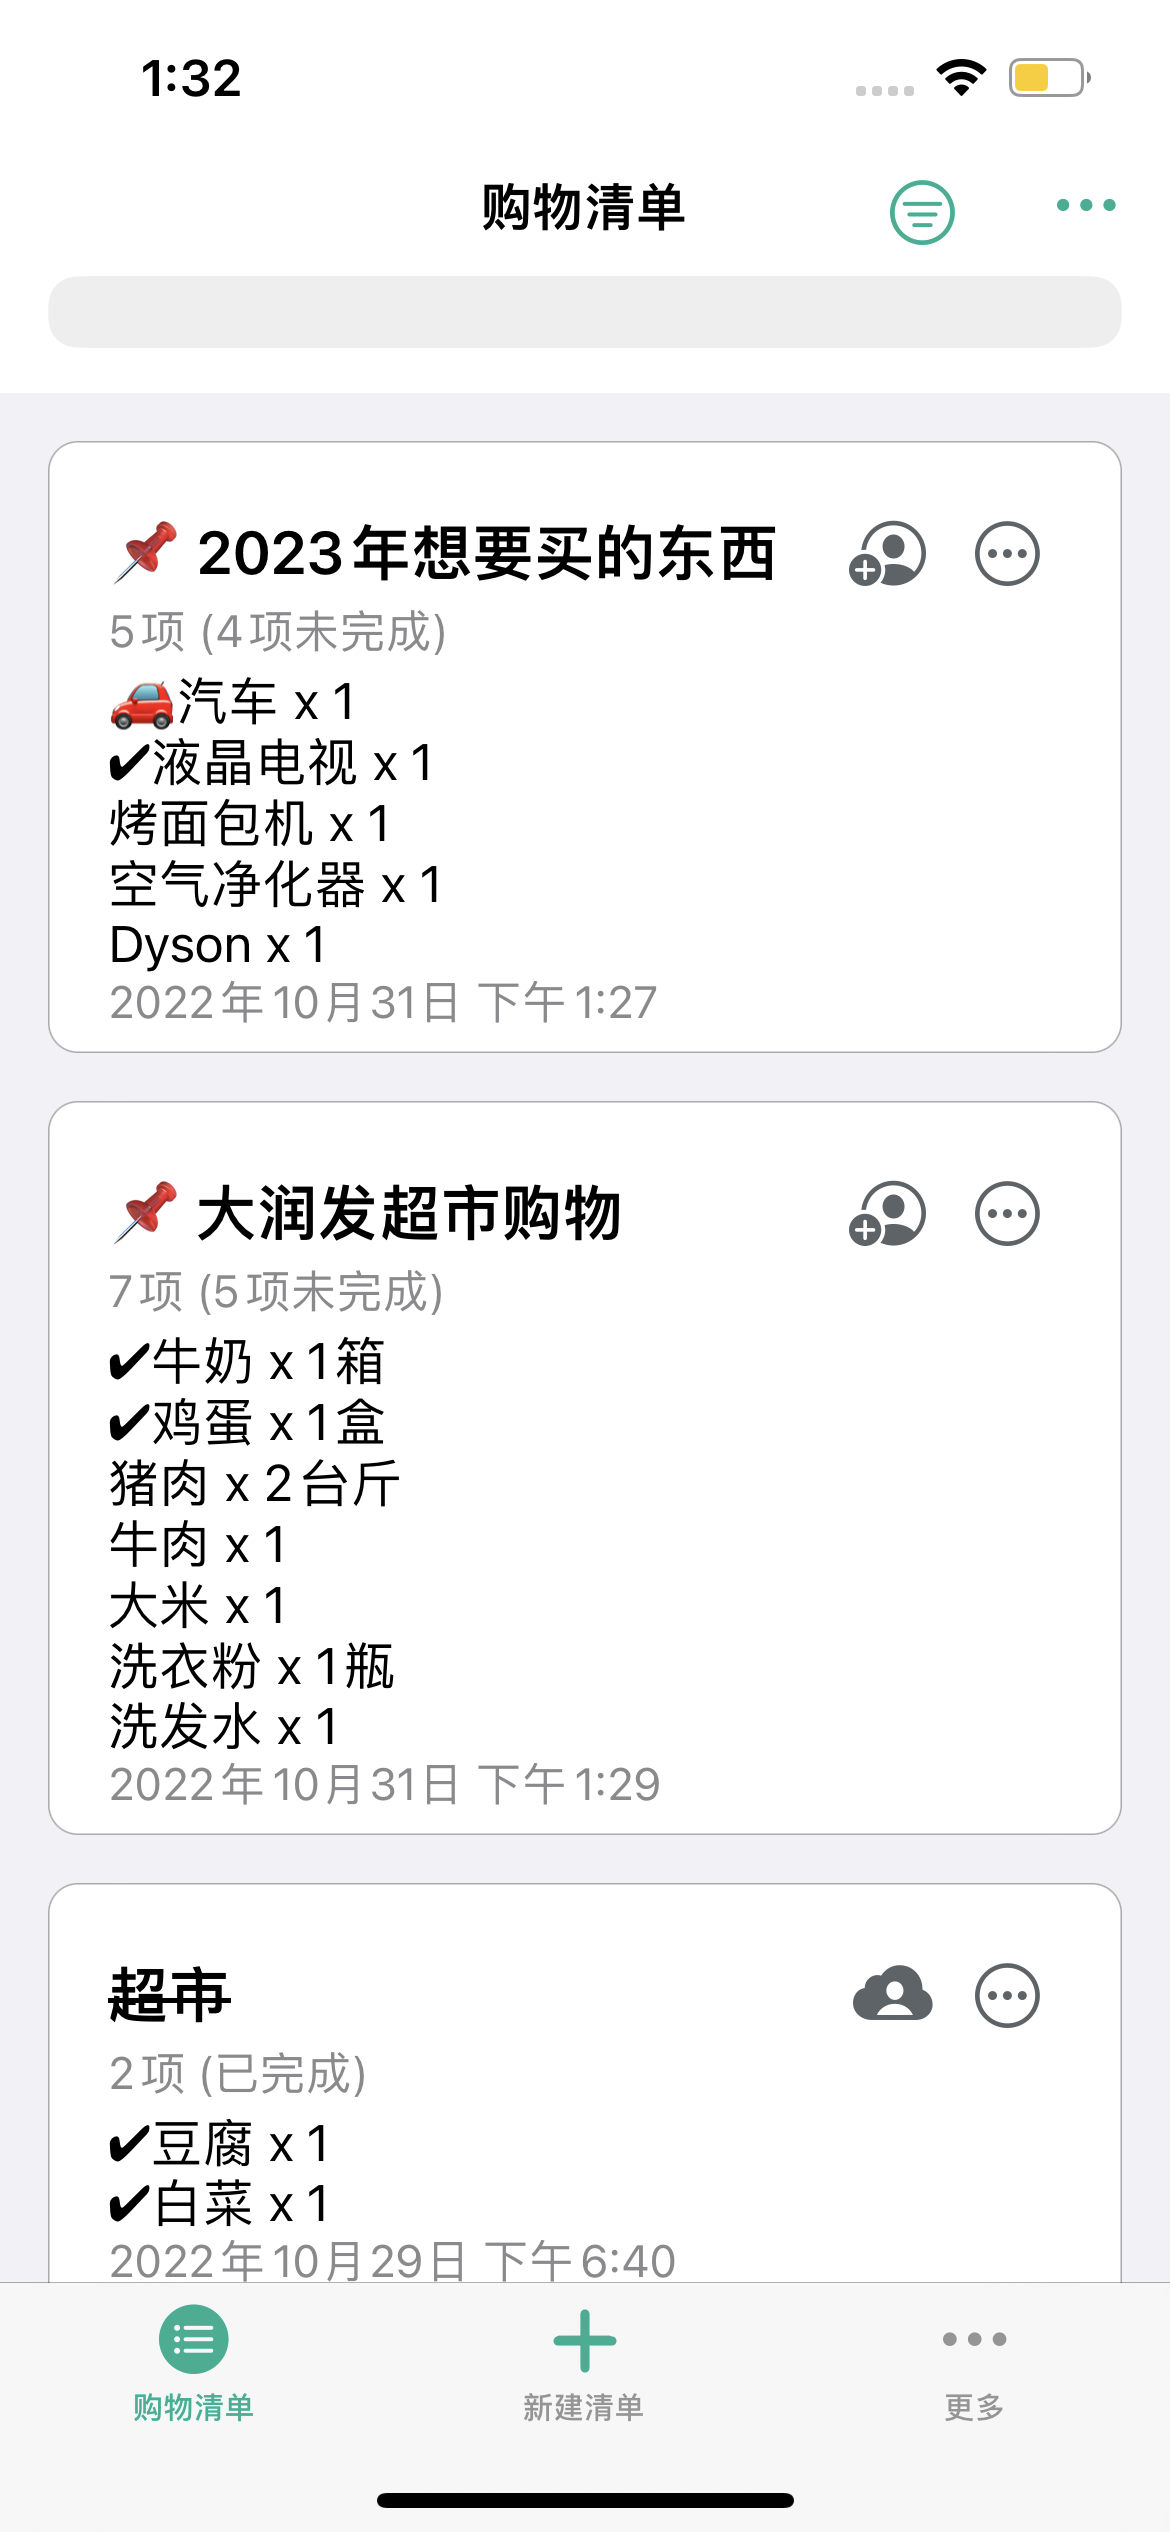 1:32
购物清单
📌 2023年想要买的东西
5项 (4项未完成)
🚗汽车 x 1
✔液晶电视 x 1
烤面包机 x 1
空气净化器 x 1
Dyson x 1
2022年10月31日 下午1:27
📌 大润发超市购物
7项 (5项未完成)
✔牛奶 x 1箱
✔鸡蛋 x 1盒
猪肉 x 2台斤
牛肉 x 1
大米 x 1
洗衣粉 x 1瓶
洗发水 x 1
2022年10月31日 下午1:29
超市
2项 (已完成)
✔豆腐 x 1
✔白菜 x 1
2022年10月29日 下午6:40
购物清单
新建清单
更多